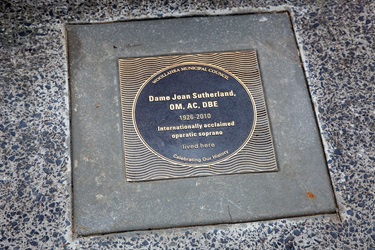 WOOLLAHRA MUNICIPAL COUNCIL
Dame Joan Sutherland,
OM, AC, DBE
1926-2010
Internationally acclaimed
operatic soprano
lived here
Celebrating Our History